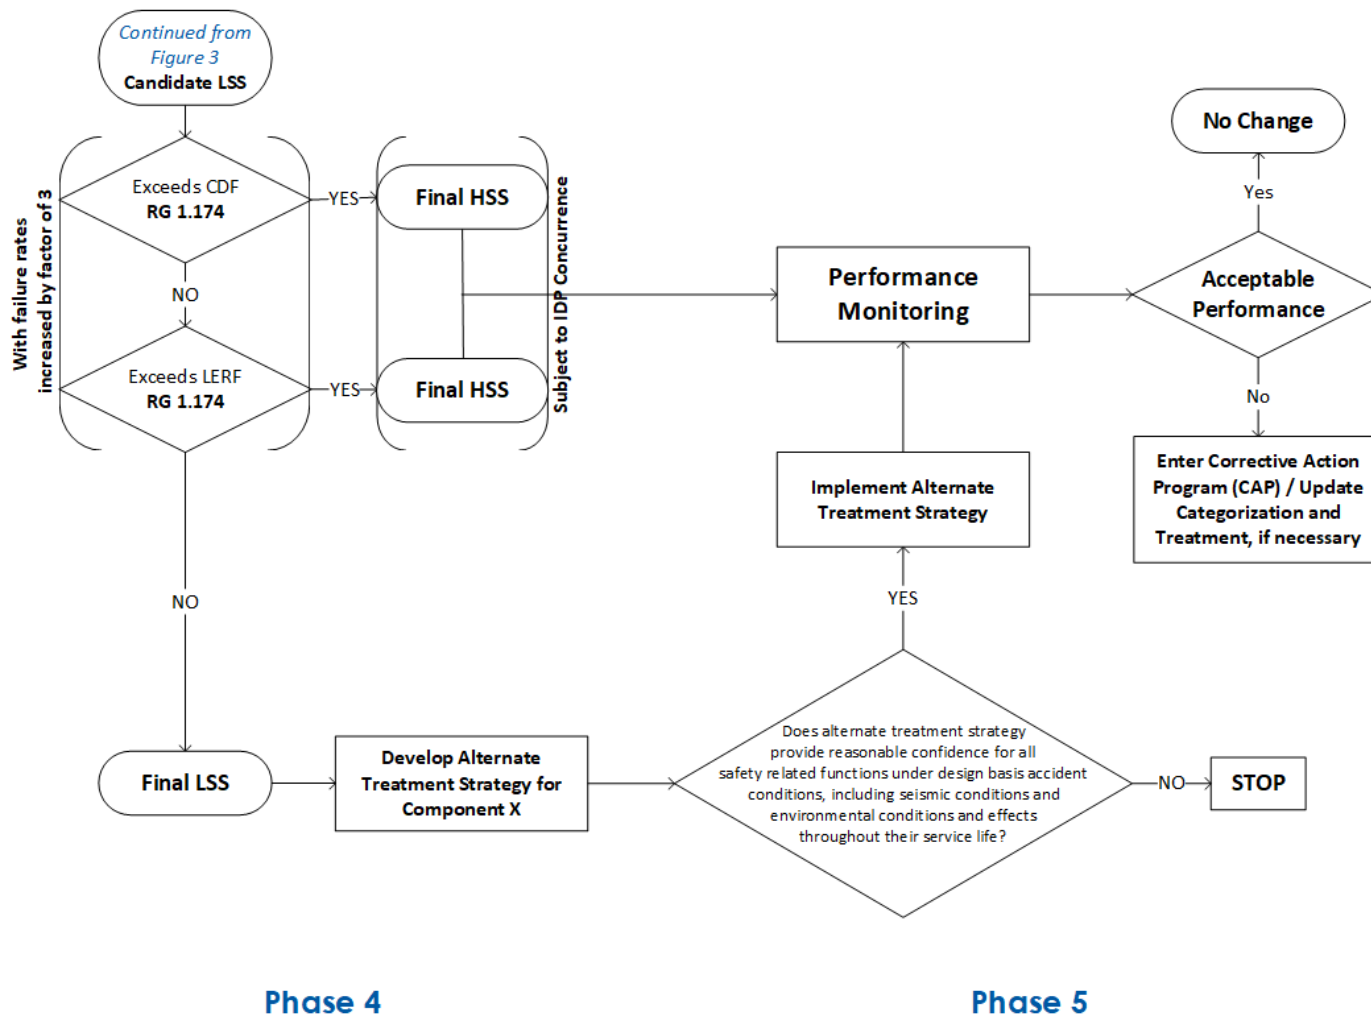 Continued from
Figure 3
Candidate LSS
With failure rates
increased by factor of 3
Exceeds CDF
RG 1.174
YES
Final HSS
NO
Exceeds LERF
RG 1.174
YES
Final HSS
Subject to IDP Concurrence
NO
Final LSS
Develop Alternate
Treatment Strategy for
Component X
Does alternate treatment strategy
provide reasonable confidence for all
safety related functions under design basis accident
conditions, including seismic conditions and
environmental conditions and effects
throughout their service life?
NO
STOP
YES
Implement Alternate
Treatment Strategy
Performance
Monitoring
Acceptable
Performance
Yes
No Change
No
Enter Corrective Action
Program (CAP) / Update
Categorization and
Treatment, if necessary
Phase 4
Phase 5